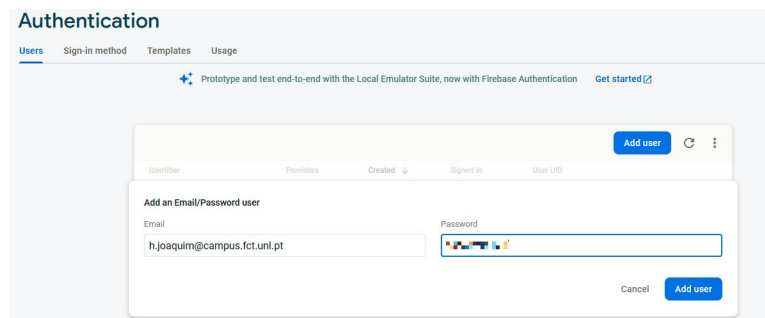 Authentication
Users Sign-in method Templates Usage
Prototype and test end-to-end with the Local Emulator Suite, now with Firebase Authentication Get started
Add user
Identifier Providers Created Signed in User UID
Add an Email/Password user
Email Password
h.joaquim@campus.fct.unl.pt
Cancel Add user